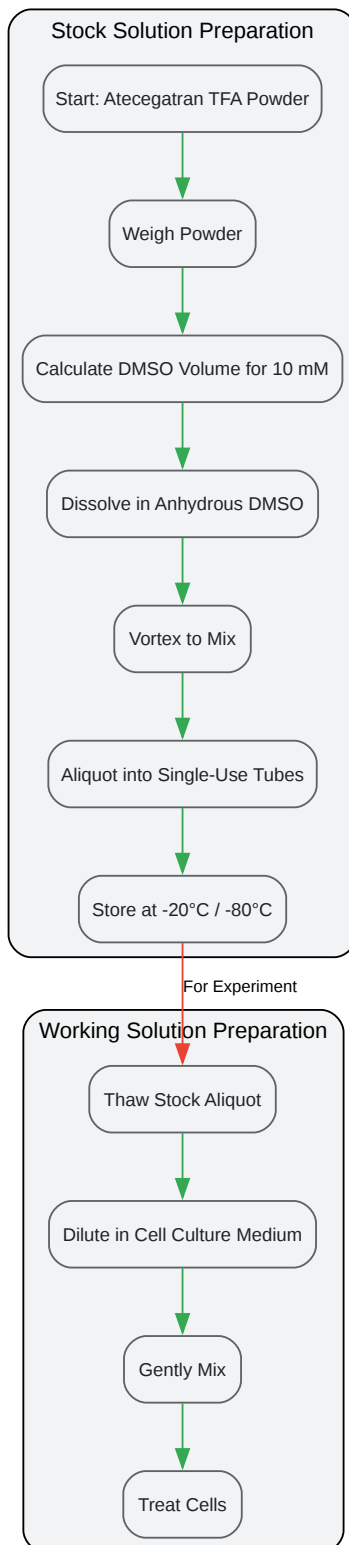 Stock Solution Preparation
Start: Atecegatran TFA Powder
Weigh Powder
Calculate DMSO Volume for 10 mM
Dissolve in Anhydrous DMSO
Vortex to Mix
Aliquot into Single-Use Tubes
Store at -20°C / -80°C
For Experiment
Working Solution Preparation
Thaw Stock Aliquot
Dilute in Cell Culture Medium
Gently Mix
Treat Cells